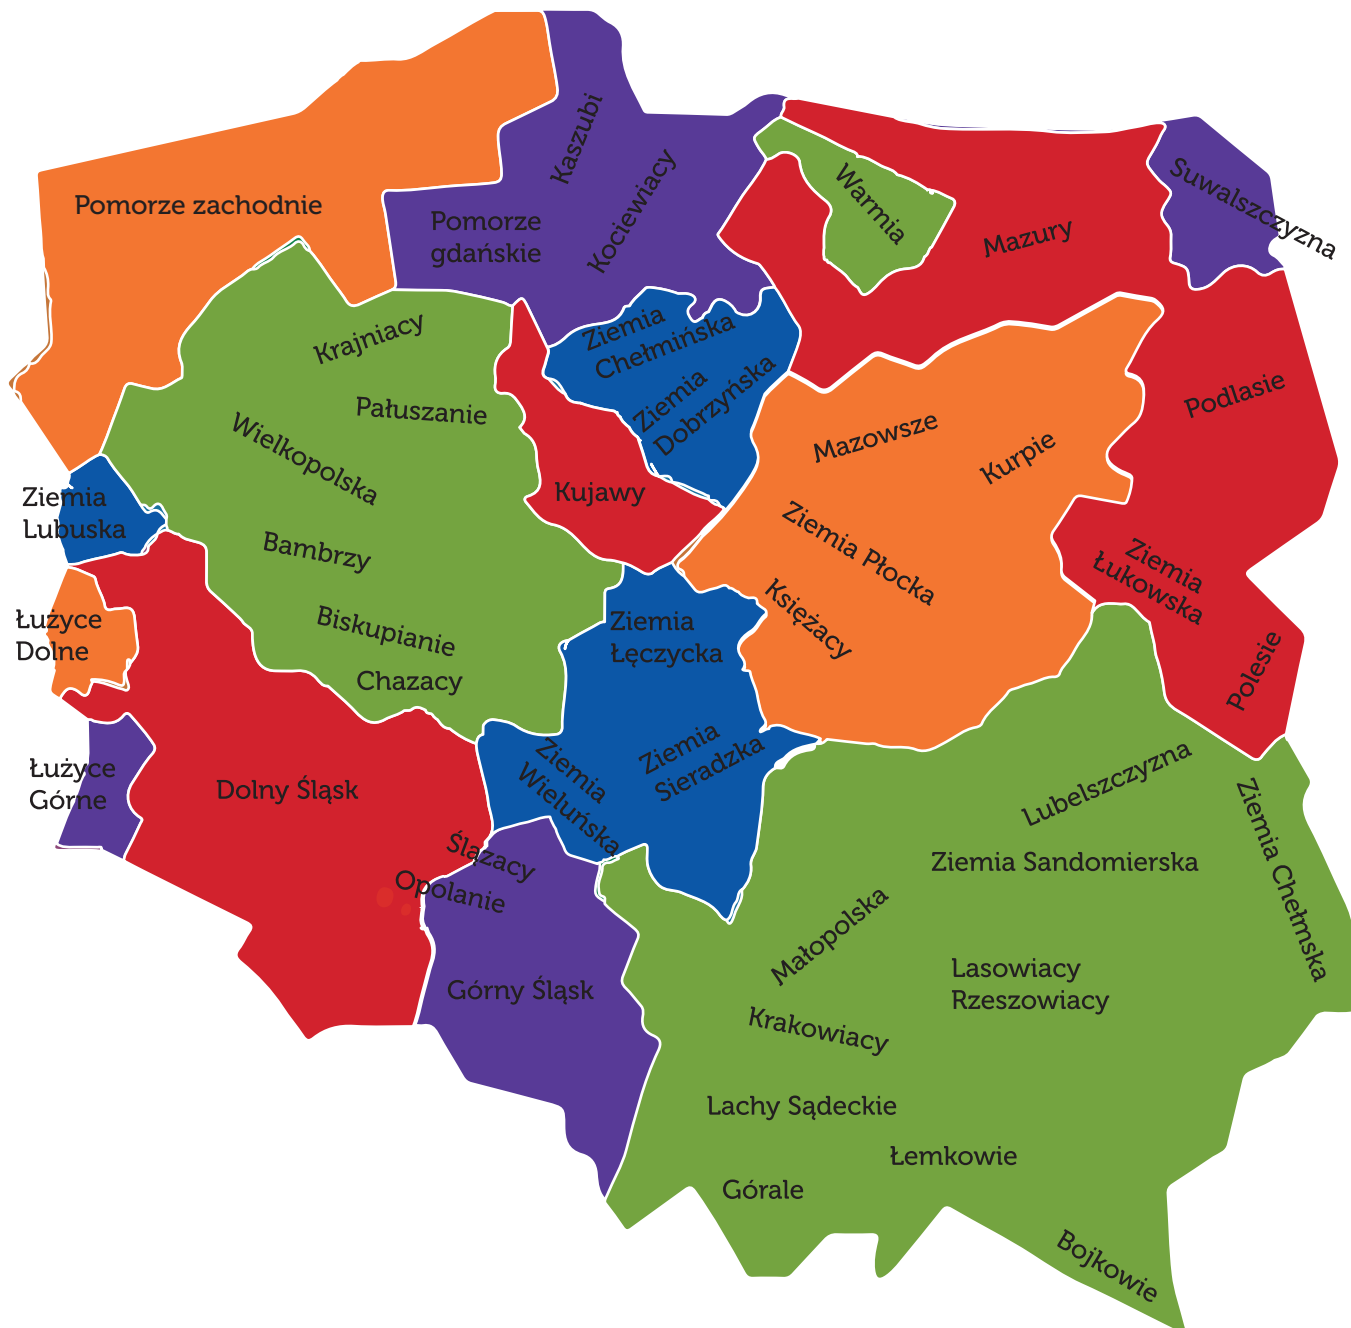 Kaszubi
Pomorze zachodnie
Pomorze
gdańskie
Kociewiacy
Warmia
Mazury
Suwalszczyzna
Krajniacy
Pałuszanie
Wielkopolska
Ziemia
Chełmińska
Ziemia
Dobrzyńska
Mazowsze
Kurpie
Podlasie
Ziemia
Lubuska
Kujawy
Bambrzy
Ziemia Płocka
Ziemia
Łukowska
Łużyce
Dolne
Biskupianie
Chazacy
Ziemia
Łęczycka
Księżacy
Polesie
Łużyce
Górne
Dolny Śląsk
Ziemia
Wieluńska
Ziemia
Sieradzka
Lubelszczyzna
Ziemia Chełmska
Ślązacy
Opolanie
Ziemia Sandomierska
Małopolska
Górny Śląsk
Lasowiacy
Rzeszowiacy
Krakowiacy
Lachy Sądeckie
Łemkowie
Górale
Bojkowie